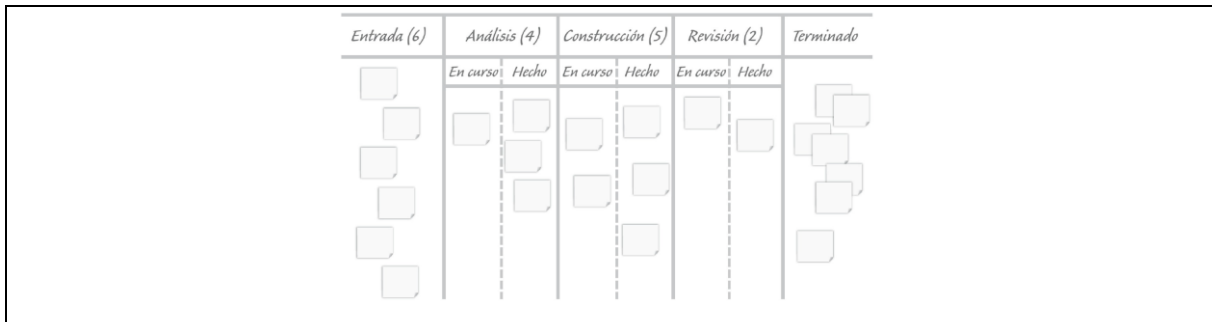 Entrada (6) Análisis (4) Construcción (5) Revisión (2) Terminado
En curso Hecho En curso Hecho En curso Hecho